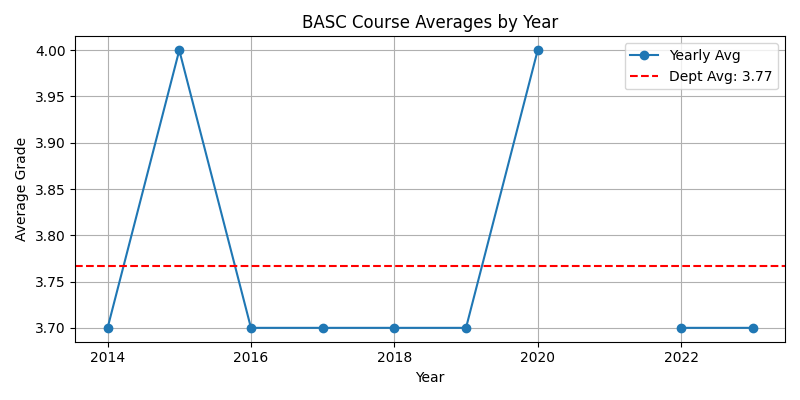 BASC Course Averages by Year
Yearly Avg
Dept Avg: 3.77
Average Grade
4.00
3.95
3.90
3.85
3.80
3.75
3.70
2014
2016
2018
2020
2022
Year